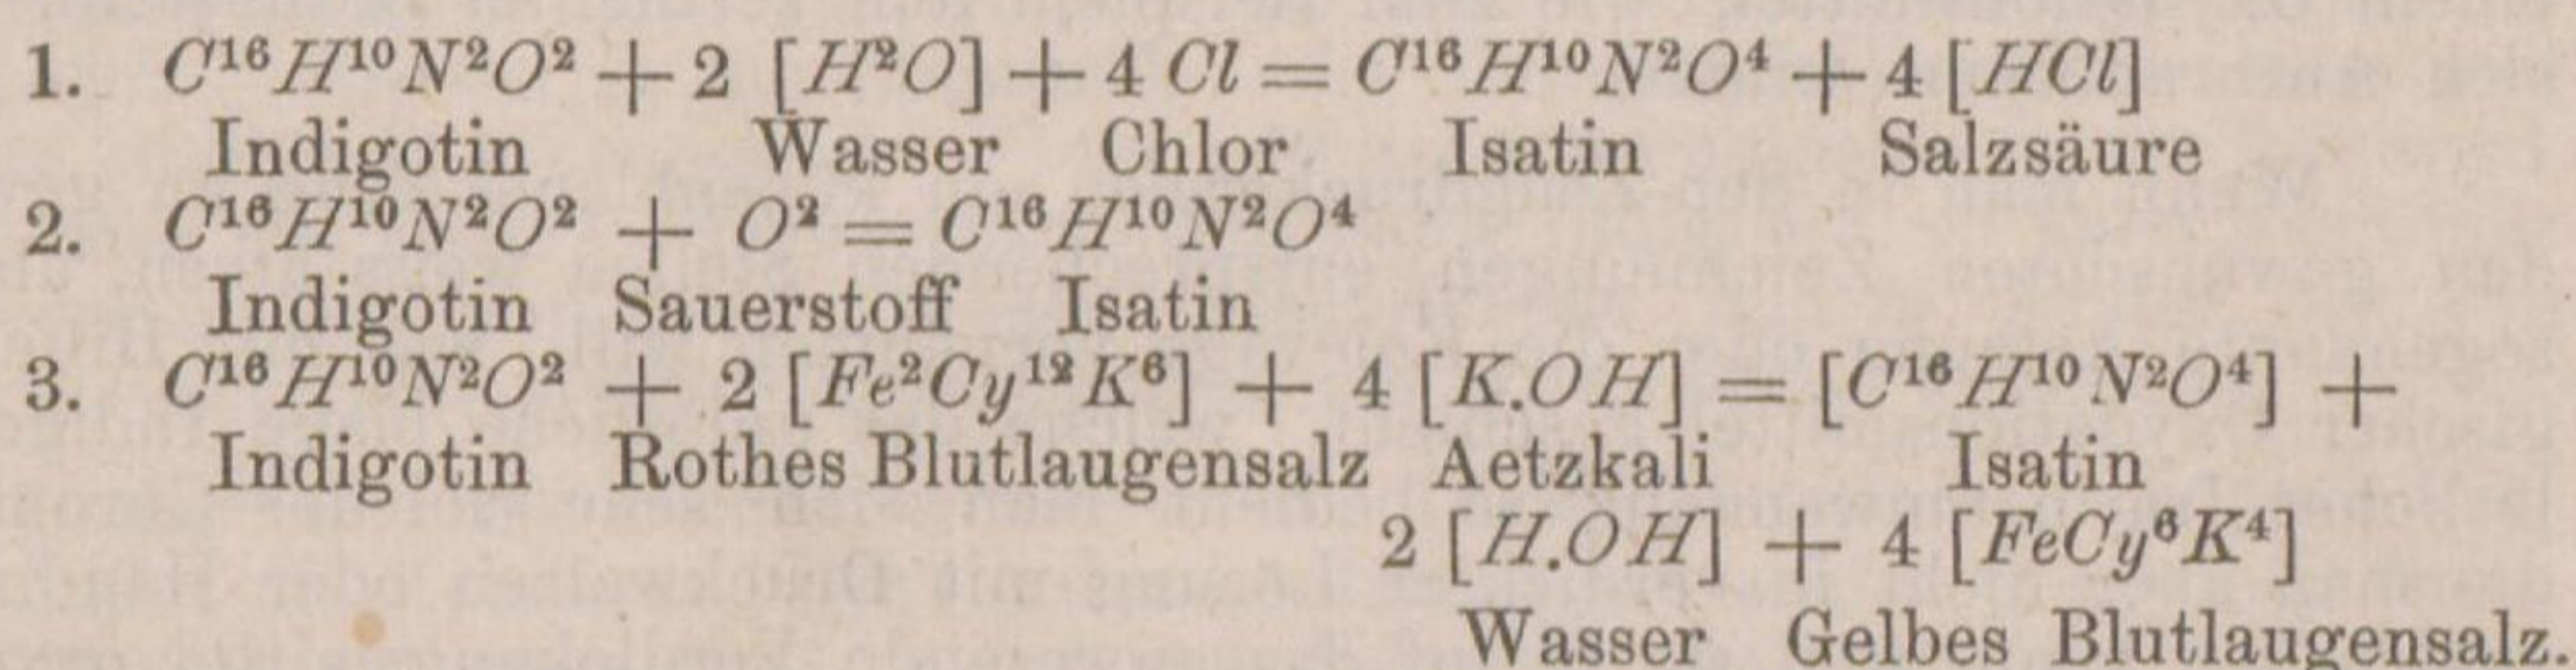 1. C¹⁶H¹⁰N²O² + 2 [H²O] + 4 Cl = C¹⁶H¹⁰N²O⁴ + 4 [HCl]
Indigotin Wasser Chlor Isatin Salzsäure
2. C¹⁶H¹⁰N²O² + O² = C¹⁶H¹⁰N²O⁴
Indigotin Sauerstoff Isatin
3. C¹⁶H¹⁰N²O² + 2 [Fe²Cy¹²K⁶] + 4 [K.OH] = [C¹⁶H¹⁰N²O⁴] +
Indigotin Rothes Blutlaugensalz Aetzkali Isatin
2 [H.OH] + 4 [FeCy⁶K⁴]
Wasser Gelbes Blutlaugensalz.